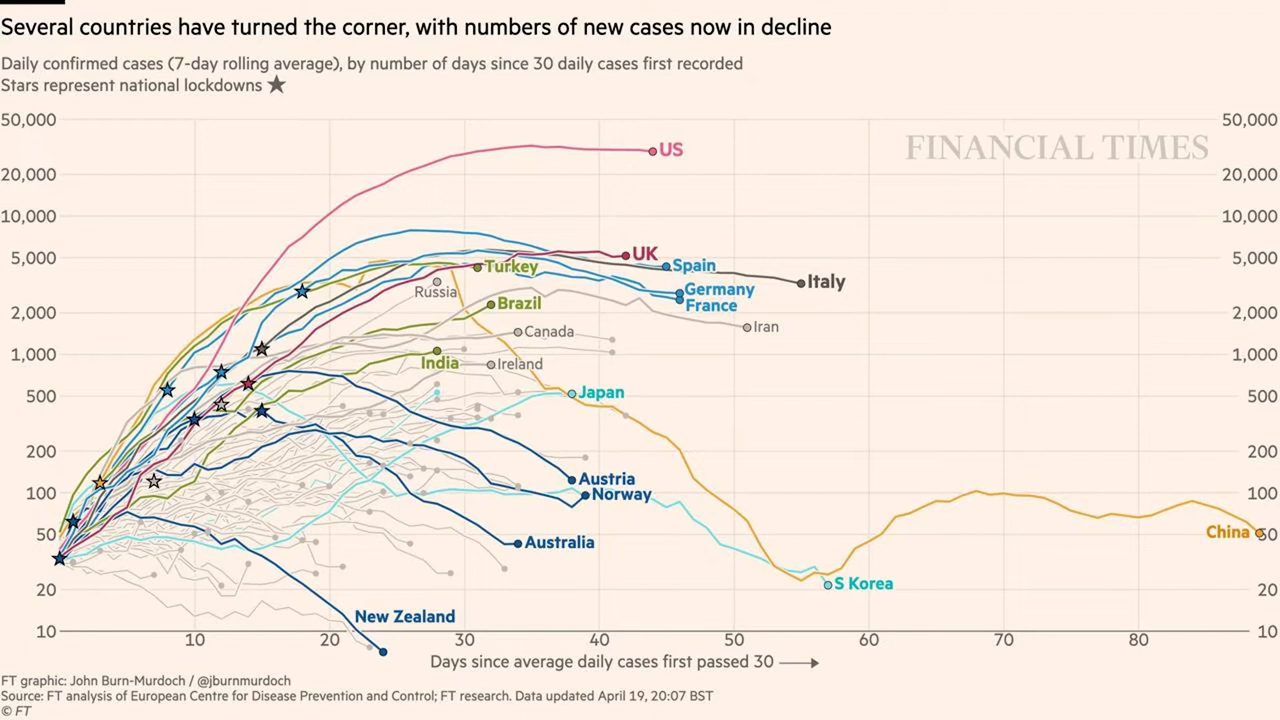 Several countries have turned the corner, with numbers of new cases now in decline
Daily confirmed cases (7-day rolling average), by number of days since 30 daily cases first recorded
Stars represent national lockdowns ★
50,000 50,000
FINANCIAL TIMES
US
20,000 20,000
10,000 10,000
5,000 5,000
UK
Turkey
Spain
Italy
Russia
Germany
Brazil
France
2,000 2,000
Canada
Iran
1,000 1,000
India
Ireland
500 500
Japan
200 200
Austria
100 100
Norway
50 50
China
Australia
S Korea
20 20
New Zealand
10 10
10 20 30 40 50 60 70 80
Days since average daily cases first passed 30 →
FT graphic: John Burn-Murdoch / @jburnmurdoch
Source: FT analysis of European Centre for Disease Prevention and Control; FT research. Data updated April 19, 20:07 BST
© FT